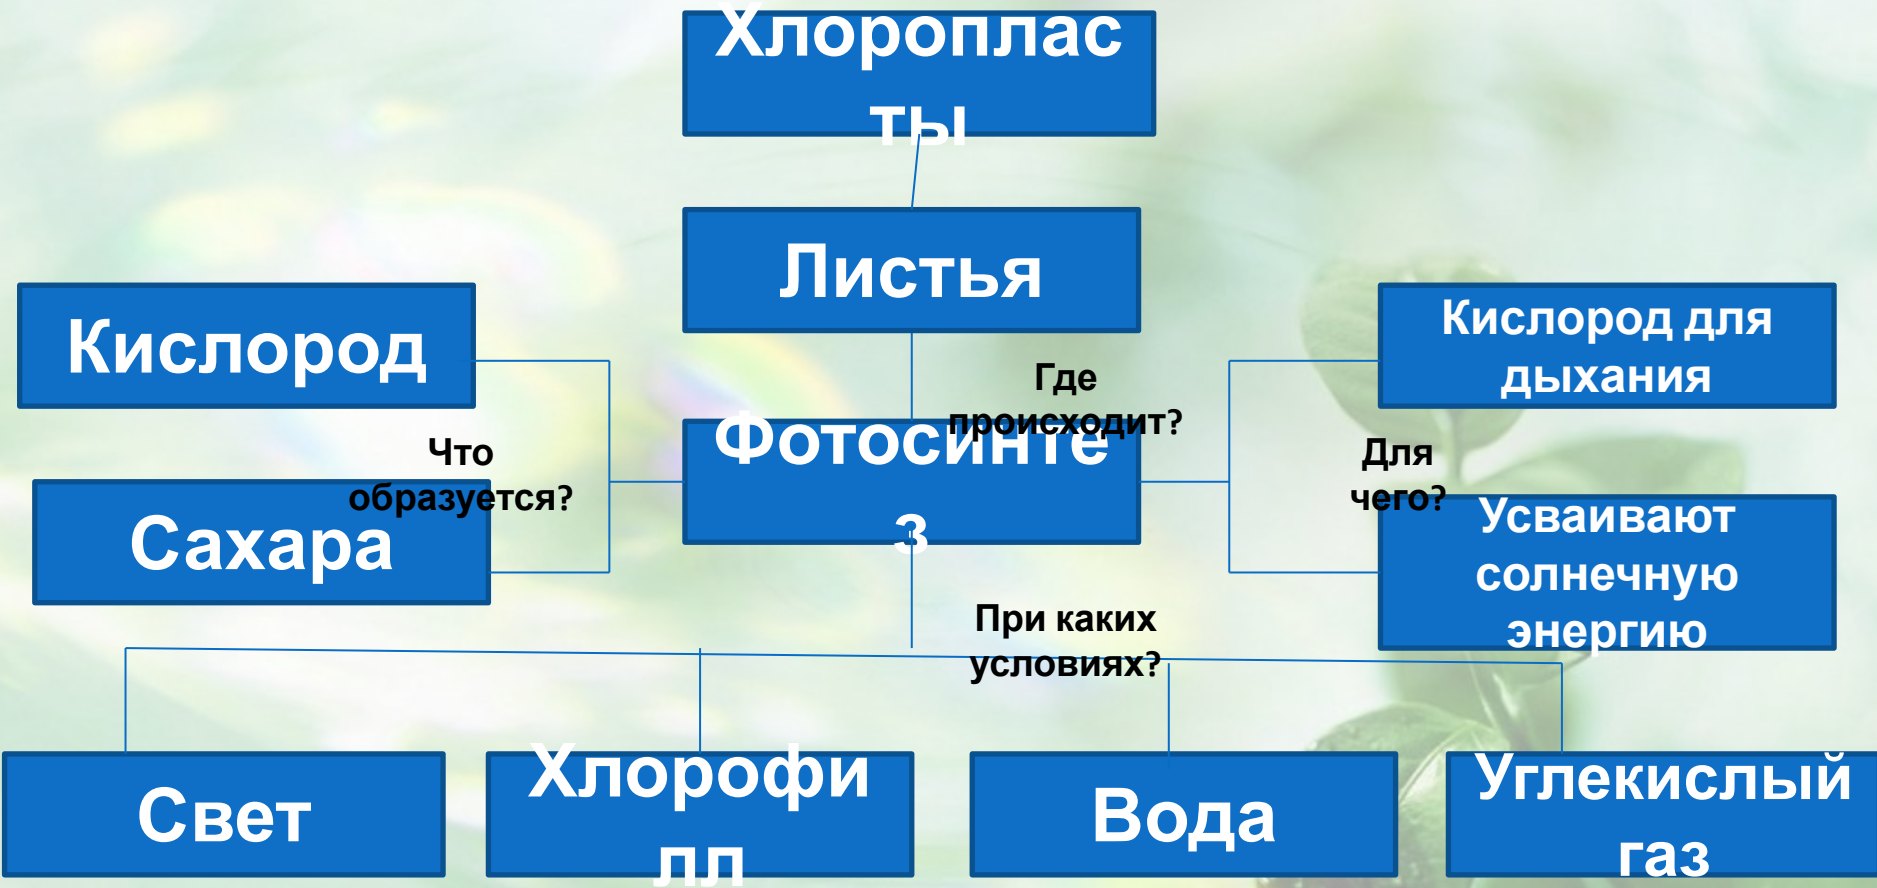 Хлороплас
ты
Листья
Кислород
Кислород для
дыхания
Где
происходит?
Фотосинте
з
Что
образуется?
Для
чего?
Сахара
Усваивают
солнечную
энергию
При каких
условиях?
Свет
Хлорофи
лл
Вода
Углекислый
газ